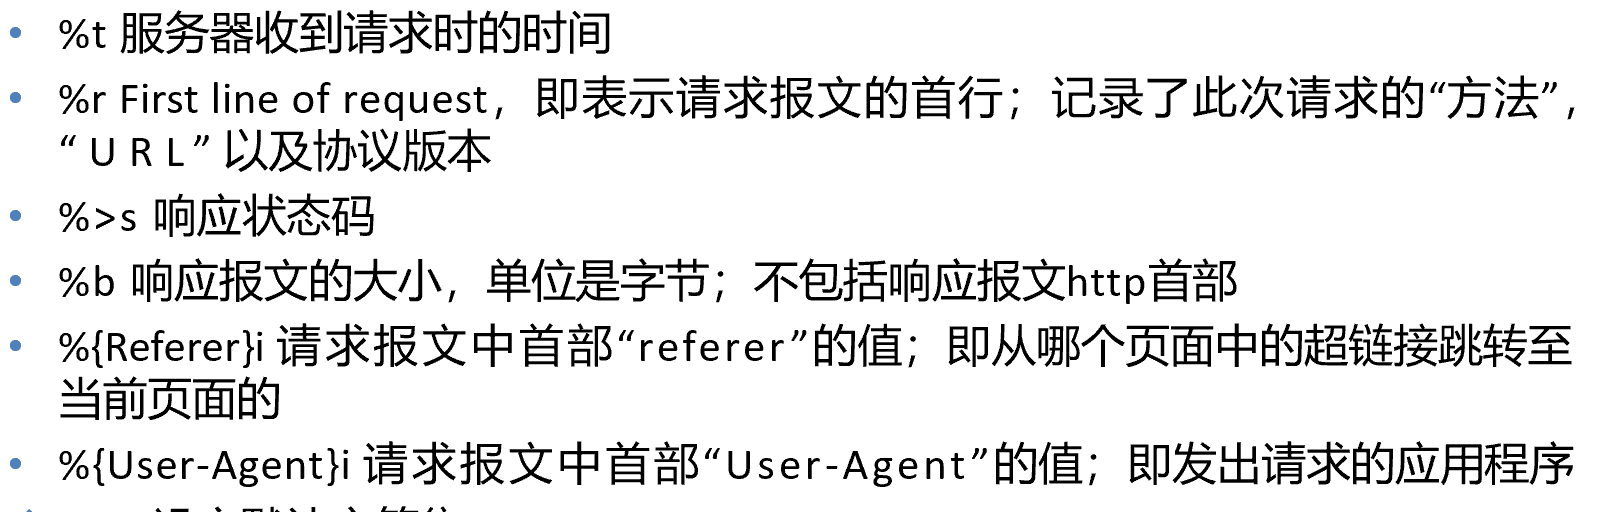 • %t 服务器收到请求时的时间
• %r First line of request，即表示请求报文的首行；记录了此次请求的“方法”，
“URL”以及协议版本
• %>s 响应状态码
• %b 响应报文的大小，单位是字节；不包括响应报文http首部
• %{Referer}i 请求报文中首部“referer”的值；即从哪个页面中的超链接跳转至
当前页面的
• %{User-Agent}i 请求报文中首部“User-Agent”的值；即发出请求的应用程序